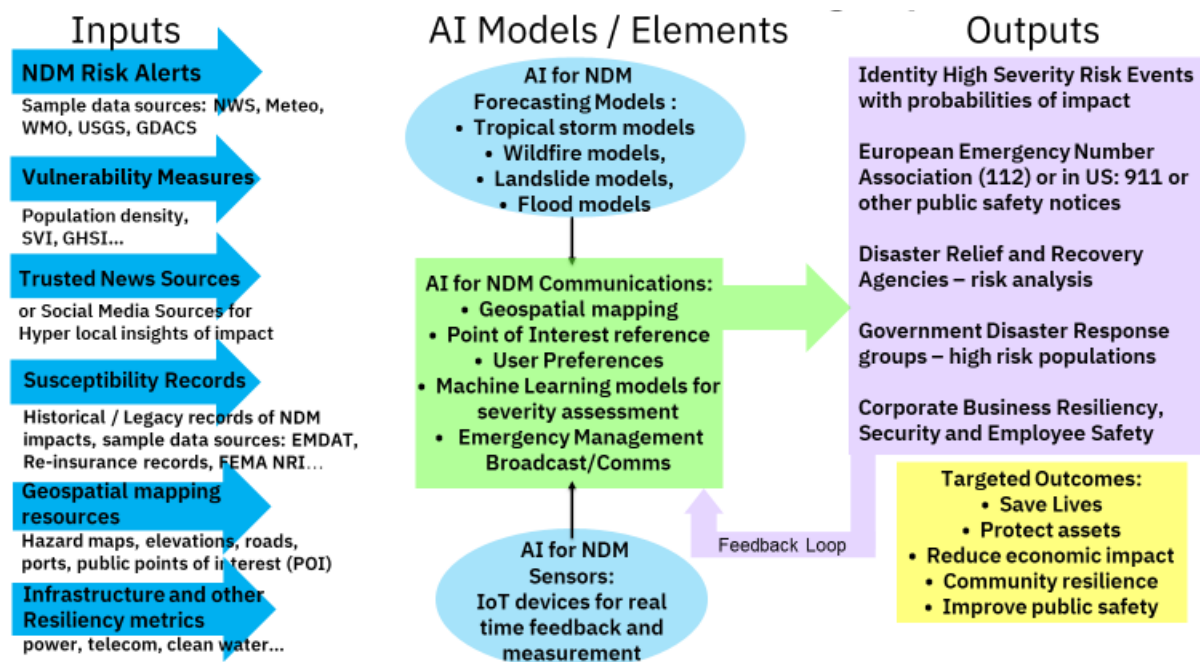 Inputs
NDM Risk Alerts
Sample data sources: NWS, Meteo,
WMO, USGS, GDACS
Vulnerability Measures
Population density,
SVI, GHSI...
Trusted News Sources
or Social Media Sources for
Hyper local insights of impact
Susceptibility Records
Historical / Legacy records of NDM
impacts, sample data sources: EMDAT,
Re-insurance records, FEMA NRI...
Geospatial mapping
resources
Hazard maps, elevations, roads,
ports, public points of interest (POI)
Infrastructure and other
Resiliency metrics
power, telecom, clean water...
AI Models / Elements
AI for NDM
Forecasting Models :
• Tropical storm models
• Wildfire models,
• Landslide models,
• Flood models
AI for NDM Communications:
• Geospatial mapping
• Point of Interest reference
• User Preferences
• Machine Learning models for
severity assessment
• Emergency Management
Broadcast/Comms
AI for NDM
Sensors:
IoT devices for real
time feedback and
measurement
Outputs
Identity High Severity Risk Events
with probabilities of impact
European Emergency Number
Association (112) or in US: 911 or
other public safety notices
Disaster Relief and Recovery
Agencies – risk analysis
Government Disaster Response
groups – high risk populations
Corporate Business Resiliency,
Security and Employee Safety
Feedback Loop
Targeted Outcomes:
• Save Lives
• Protect assets
• Reduce economic impact
• Community resilience
• Improve public safety